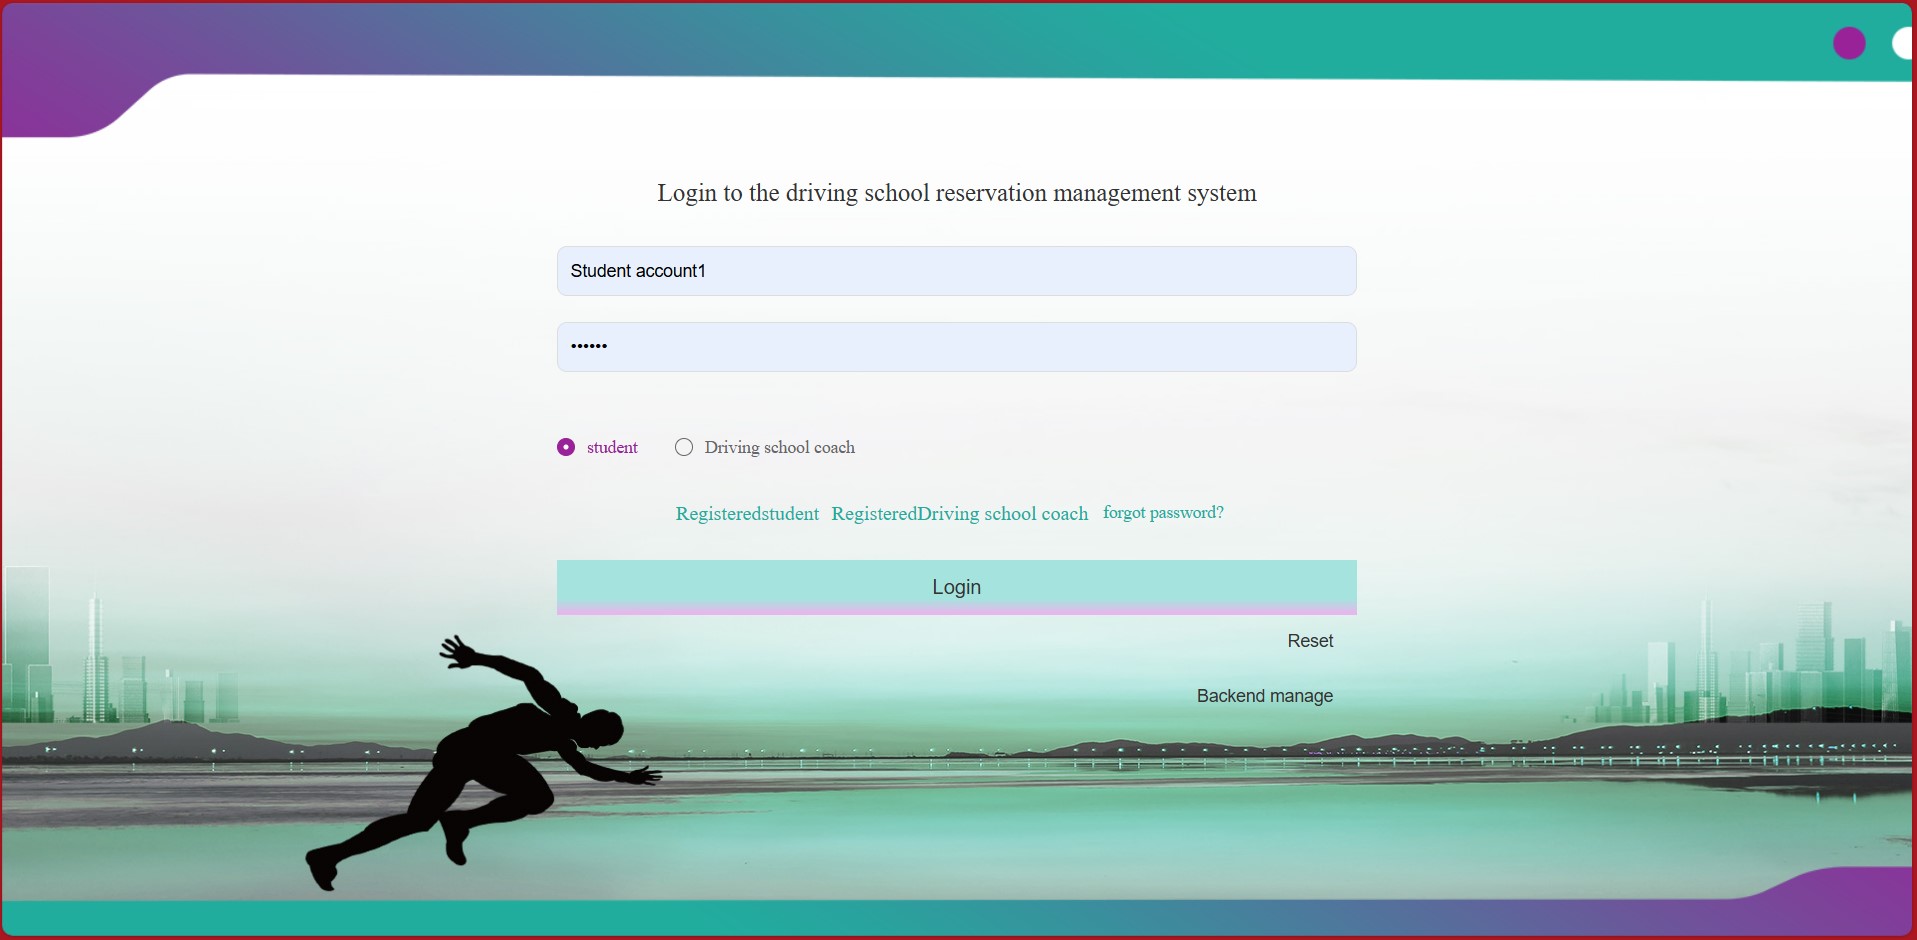 Login to the driving school reservation management system
Student account1
••••••
student Driving school coach
Registeredstudent RegisteredDriving school coach forgot password?
Login
Reset
Backend manage